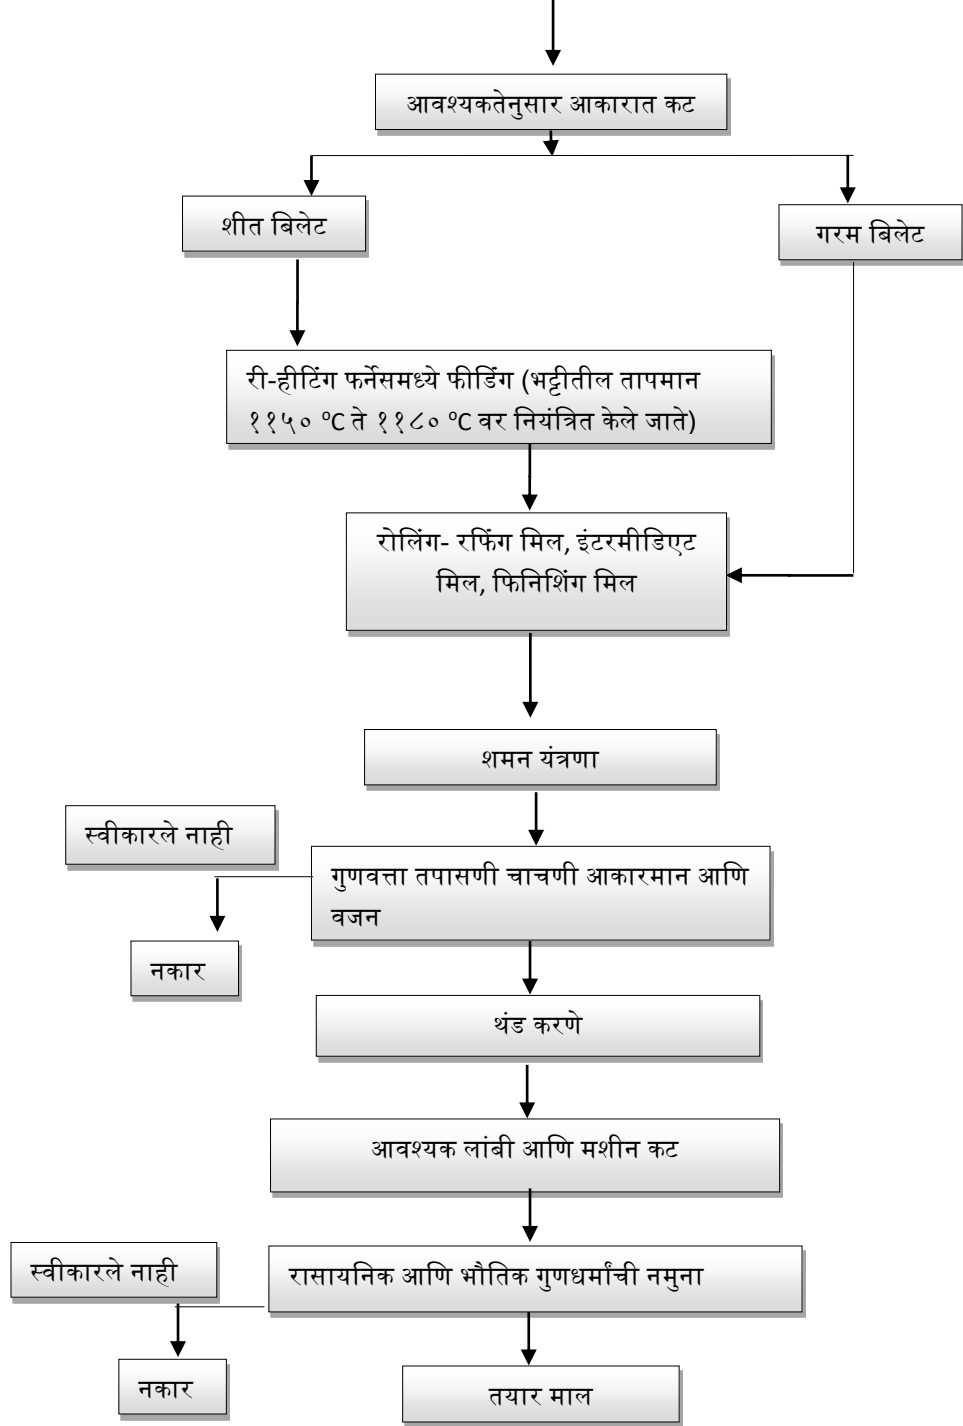 आवश्यकतेनुसार आकारात कट
शीत बिलेट
गरम बिलेट
री-हीटिंग फर्नेसमध्ये फीडिंग (भट्टीतील तापमान
११५० ºC ते ११८० ºC वर नियंत्रित केले जाते)
रोलिंग- रफिंग मिल, इंटरमीडिएट
मिल, फिनिशिंग मिल
शमन यंत्रणा
स्वीकारले नाही
गुणवत्ता तपासणी चाचणी आकारमान आणि
वजन
नकार
थंड करणे
आवश्यक लांबी आणि मशीन कट
स्वीकारले नाही
रासायनिक आणि भौतिक गुणधर्मांची नमुना
नकार
तयार माल